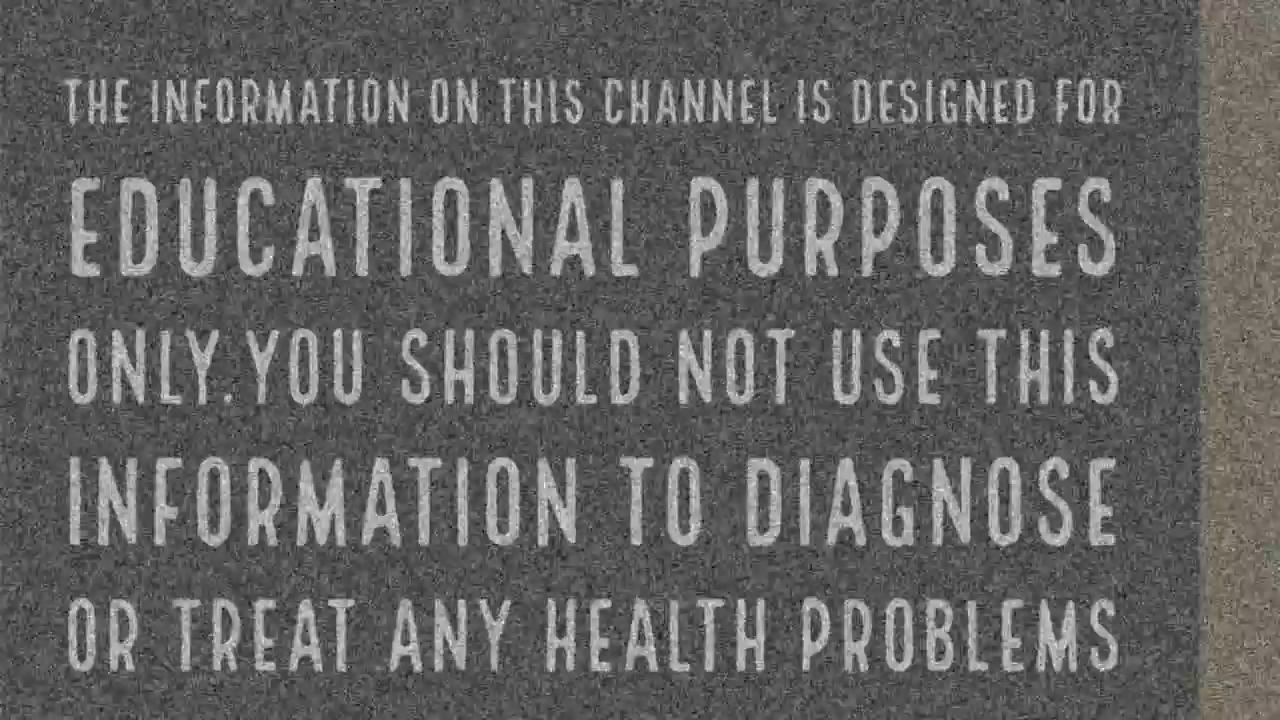 THE INFORMATION ON THIS CHANNEL IS DESIGNED FOR
EDUCATIONAL PURPOSES
ONLY.YOU SHOULD NOT USE THIS
INFORMATION TO DIAGNOSE
OR TREAT ANY HEALTH PROBLEMS